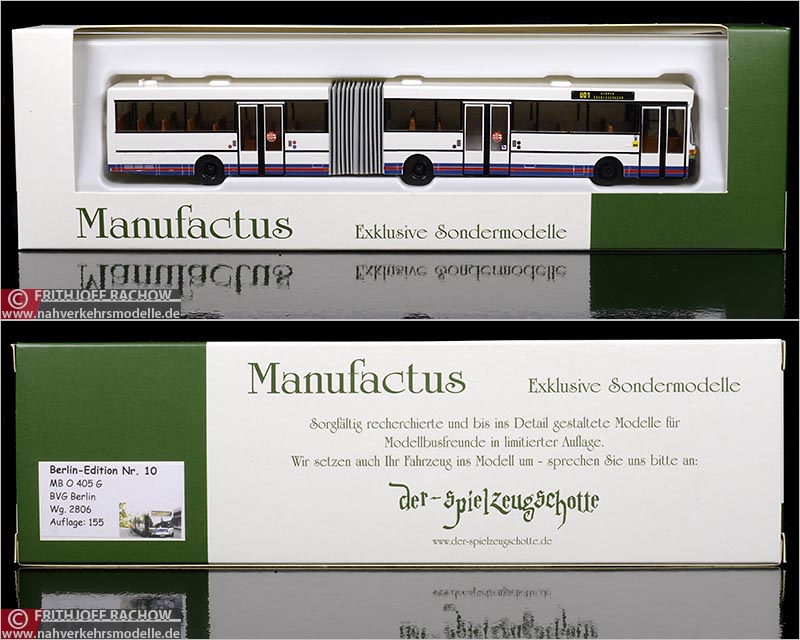 U01
Manufactus
Exklusive Sondermodelle
© FRITHJOFF RACHOW
www.nahverkehrsmodelle.de
Manufactus
Exklusive Sondermodelle
Sorgfältig recherchierte und bis ins Detail gestaltete Modelle für
Modellbusfreunde in limitierter Auflage.
Wir setzen auch Ihr Fahrzeug ins Modell um - sprechen Sie uns bitte an:
der-spielzeugschotte
www.der-spielzeugschotte.de
Berlin-Edition Nr. 10
MB O 405 G
BVG Berlin
Wg. 2806
Auflage: 155
© FRITHJOFF RACHOW
www.nahverkehrsmodelle.de